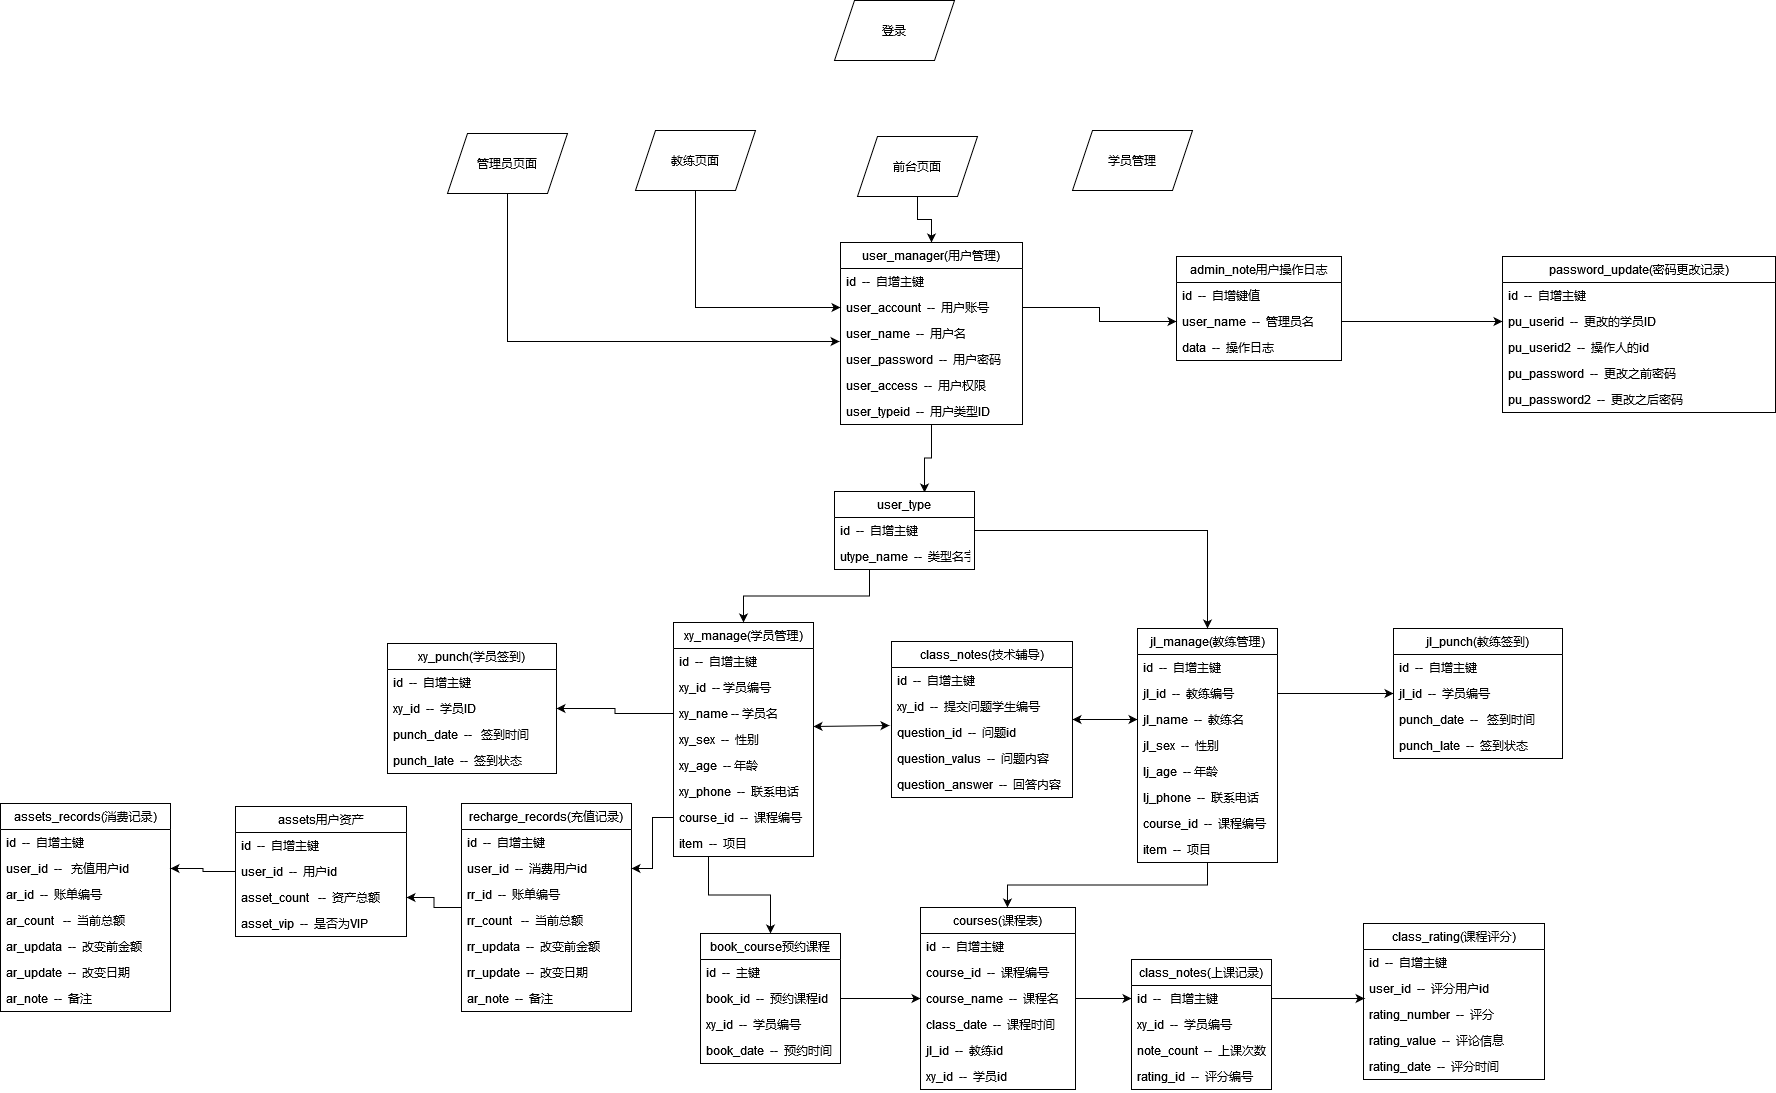 登录
管理员页面
教练页面
前台页面
学员管理
user_manager(用户管理)
id -- 自增主键
user_account -- 用户账号
user_name -- 用户名
user_password -- 用户密码
user_access -- 用户权限
user_typeid -- 用户类型ID
admin_note用户操作日志
id -- 自增键值
user_name -- 管理员名
data -- 操作日志
password_update(密码更改记录)
id -- 自增主键
pu_userid -- 更改的学员ID
pu_userid2 -- 操作人的id
pu_password -- 更改之前密码
pu_password2 -- 更改之后密码
user_type
id -- 自增主键
utype_name -- 类型名字
xy_punch(学员签到)
id -- 自增主键
xy_id -- 学员ID
punch_date -- 签到时间
punch_late -- 签到状态
xy_manage(学员管理)
id -- 自增主键
xy_id -- 学员编号
xy_name -- 学员名
xy_sex -- 性别
xy_age -- 年龄
xy_phone -- 联系电话
course_id -- 课程编号
item -- 项目
class_notes(技术辅导)
id -- 自增主键
xy_id -- 提交问题学生编号
question_id -- 问题id
question_valus -- 问题内容
question_answer -- 回答内容
jl_manage(教练管理)
id -- 自增主键
jl_id -- 教练编号
jl_name -- 教练名
jl_sex -- 性别
lj_age -- 年龄
lj_phone -- 联系电话
course_id -- 课程编号
item -- 项目
jl_punch(教练签到)
id -- 自增主键
jl_id -- 学员编号
punch_date -- 签到时间
punch_late -- 签到状态
assets_records(消费记录)
id -- 自增主键
user_id -- 充值用户id
ar_id -- 账单编号
ar_count -- 当前总额
ar_updata -- 改变前金额
ar_update -- 改变日期
ar_note -- 备注
assets用户资产
id -- 自增主键
user_id -- 用户id
asset_count -- 资产总额
asset_vip -- 是否为VIP
recharge_records(充值记录)
id -- 自增主键
user_id -- 消费用户id
rr_id -- 账单编号
rr_count -- 当前总额
rr_updata -- 改变前金额
rr_update -- 改变日期
ar_note -- 备注
book_course预约课程
id -- 主键
book_id -- 预约课程id
xy_id -- 学员编号
book_date -- 预约时间
courses(课程表)
id -- 自增主键
course_id -- 课程编号
course_name -- 课程名
class_date -- 课程时间
jl_id -- 教练id
xy_id -- 学员id
class_notes(上课记录)
id -- 自增主键
xy_id -- 学员编号
note_count -- 上课次数
rating_id -- 评分编号
class_rating(课程评分)
id -- 自增主键
user_id -- 评分用户id
rating_number -- 评分
rating_value -- 评论信息
rating_date -- 评分时间